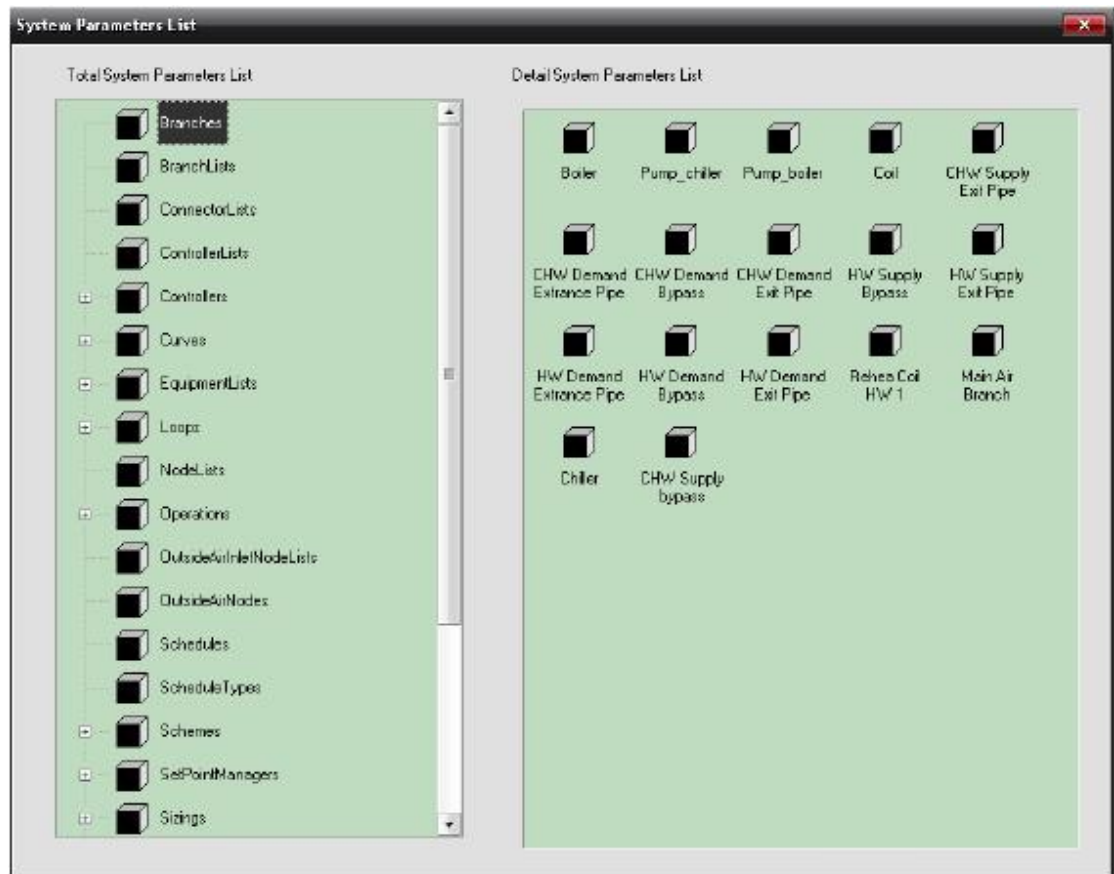 System Parameters List
Total System Parameters List
Branches
BranchLists
ConnectorLists
ControllerLists
Controllers
Curves
EquipmentLists
Loops
NodeLists
Operations
OutsideAirInletNodeLists
OutsideAirNodes
Schedules
ScheduleTypes
Schemes
SetPointManagers
Sizings
Detail System Parameters List
Boiler
Pump_chiller
Pump_boiler
Coil
CHW Supply
Exit Pipe
CHW Demand
Extrance Pipe
CHW Demand
Bypass
CHW Demand
Exit Pipe
HW Supply
Bypass
HW Supply
Exit Pipe
HW Demand
Extrance Pipe
HW Demand
Bypass
HW Demand
Exit Pipe
Rehea Coil
HW 1
Main Air
Branch
Chiller
CHW Supply
bypass